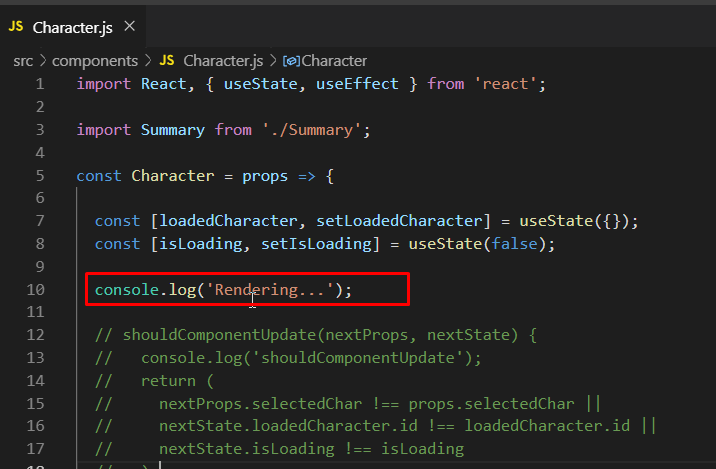 JS Character.js ×
src > components > JS Character.js > Character
1 import React, { useState, useEffect } from 'react';
2
3 import Summary from './Summary';
4
5 const Character = props => {
6
7 const [loadedCharacter, setLoadedCharacter] = useState({});
8 const [isLoading, setIsLoading] = useState(false);
9
10 console.log('Rendering...');
11
12 // shouldComponentUpdate(nextProps, nextState) {
13 //   console.log('shouldComponentUpdate');
14 //   return (
15 //     nextProps.selectedChar !== props.selectedChar ||
16 //     nextState.loadedCharacter.id !== loadedCharacter.id ||
17 //     nextState.isLoading !== isLoading